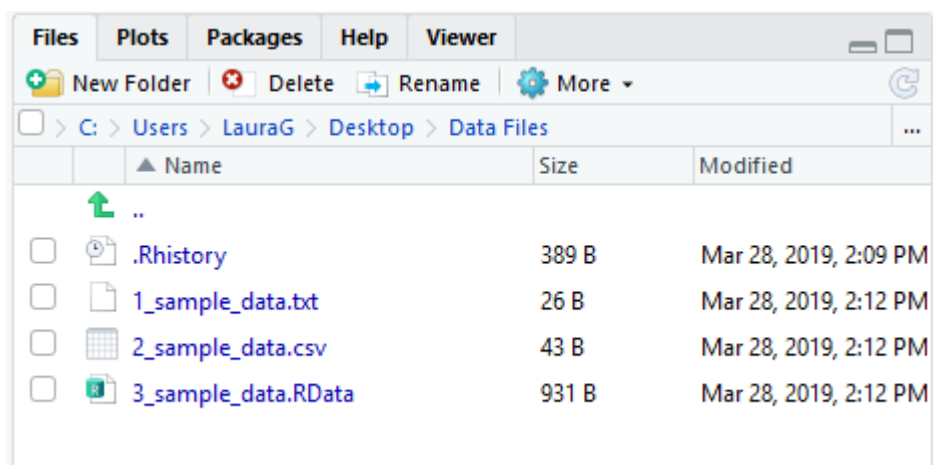 Files Plots Packages Help Viewer
New Folder Delete Rename More
C: > Users > LauraG > Desktop > Data Files ...
Name Size Modified
..
.Rhistory 389 B Mar 28, 2019, 2:09 PM
1_sample_data.txt 26 B Mar 28, 2019, 2:12 PM
2_sample_data.csv 43 B Mar 28, 2019, 2:12 PM
3_sample_data.RData 931 B Mar 28, 2019, 2:12 PM